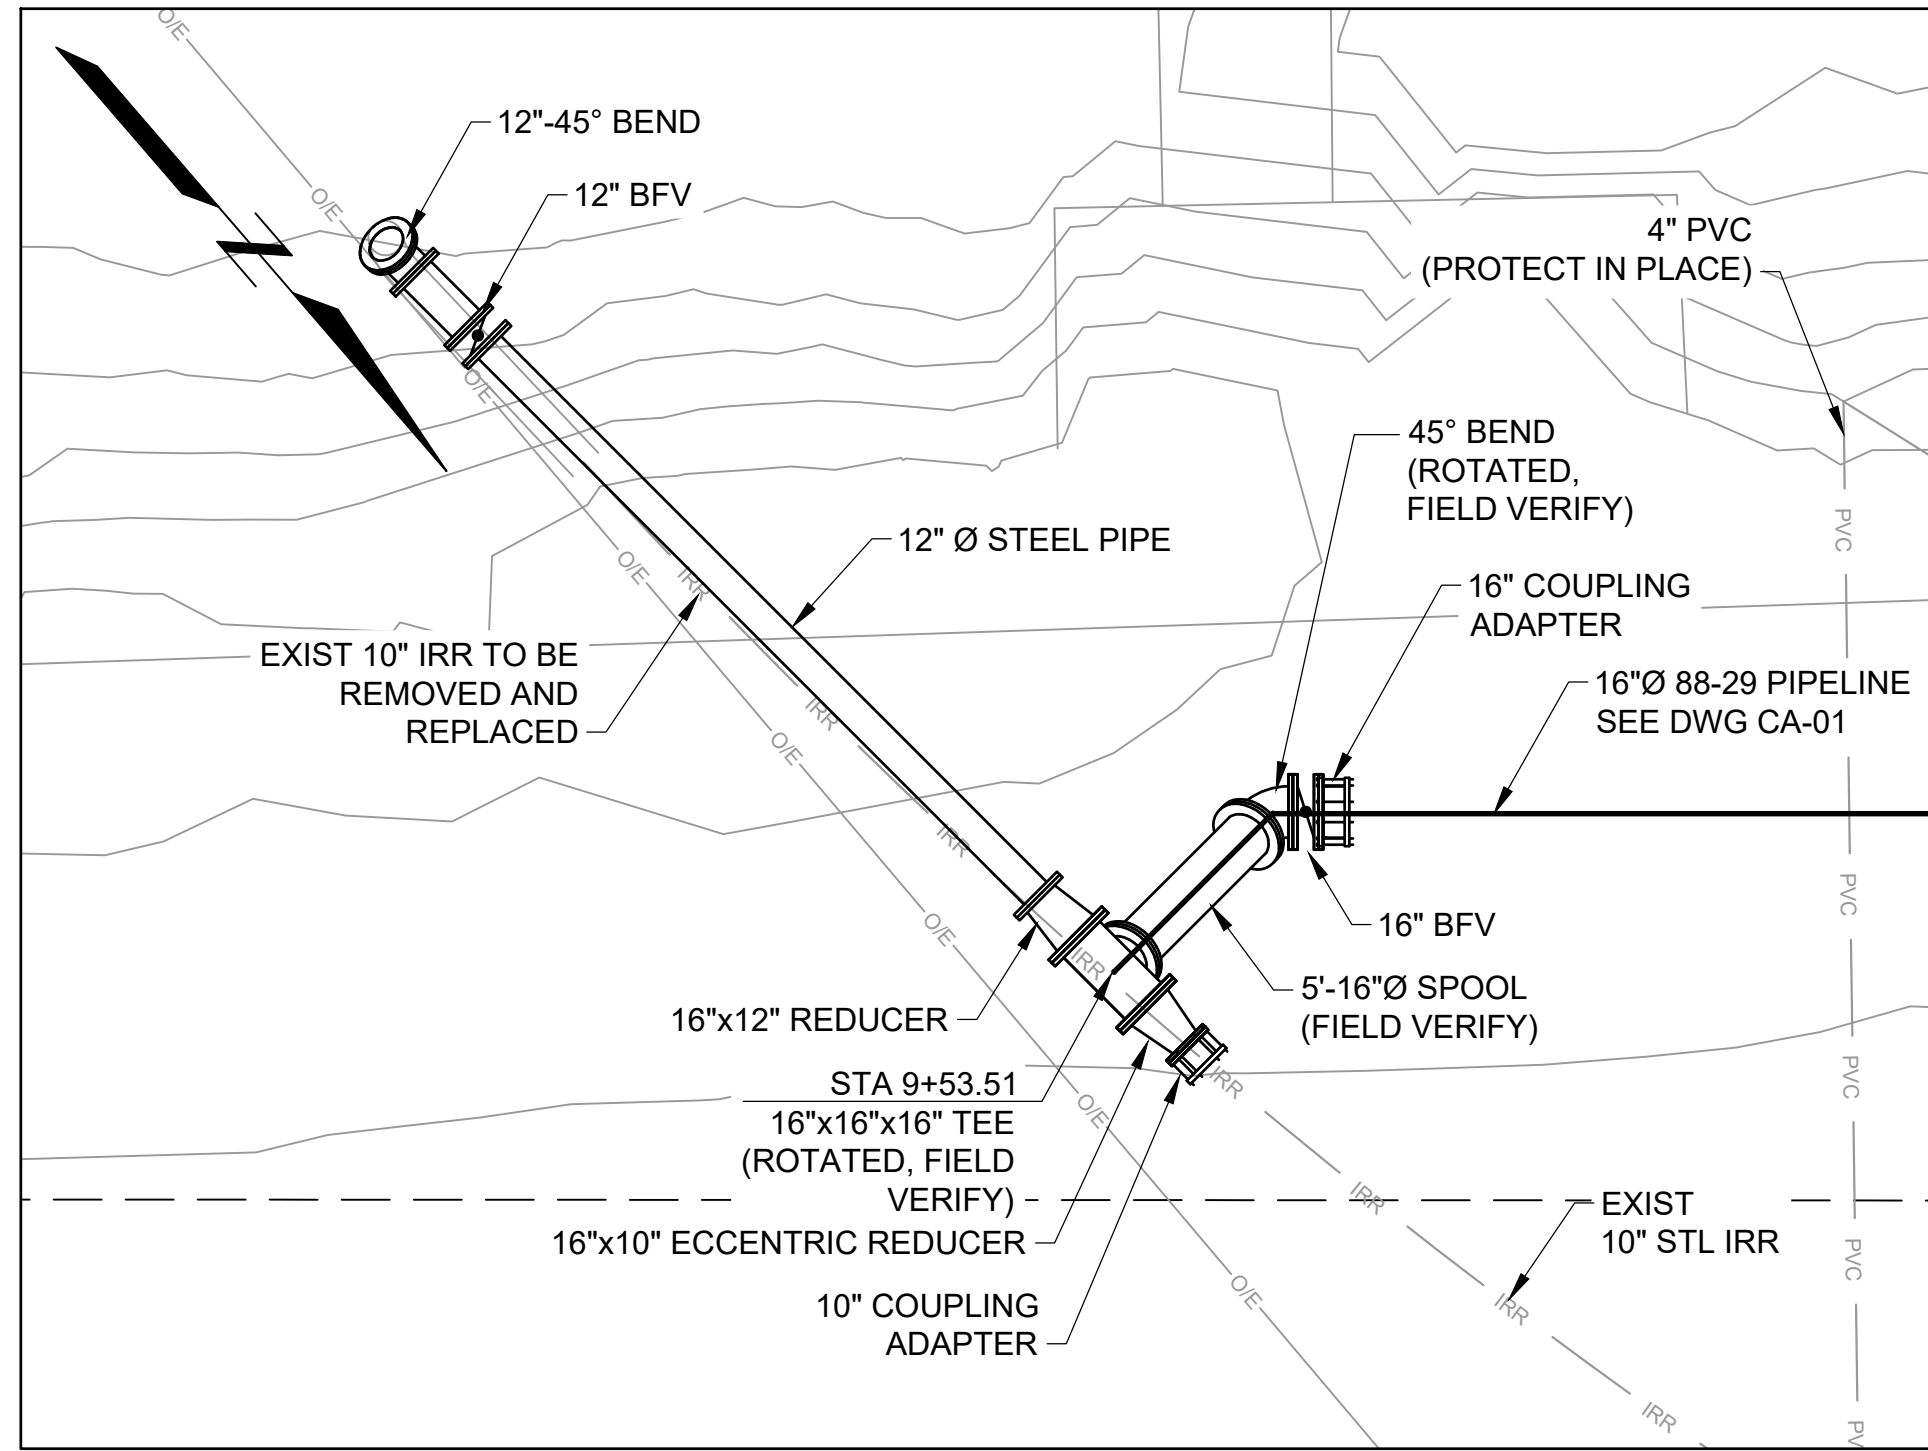 O/E
12"-45° BEND
12" BFV
O/E
4" PVC
(PROTECT IN PLACE)
O/E
45° BEND
(ROTATED,
FIELD VERIFY)
PVC
12" Ø STEEL PIPE
O/E
IRR
16" COUPLING
ADAPTER
EXIST 10" IRR TO BE
REMOVED AND
REPLACED
16"Ø 88-29 PIPELINE
SEE DWG CA-01
IRR
O/E
IRR
PVC
O/E
16" BFV
IRR
5'-16"Ø SPOOL
(FIELD VERIFY)
16"x12" REDUCER
STA 9+53.51
16"x16"x16" TEE
(ROTATED, FIELD
VERIFY)
IRR
O/E
PVC
16"x10" ECCENTRIC REDUCER
IRR
EXIST
10" STL IRR
PVC
10" COUPLING
ADAPTER
O/E
IRR
IRR